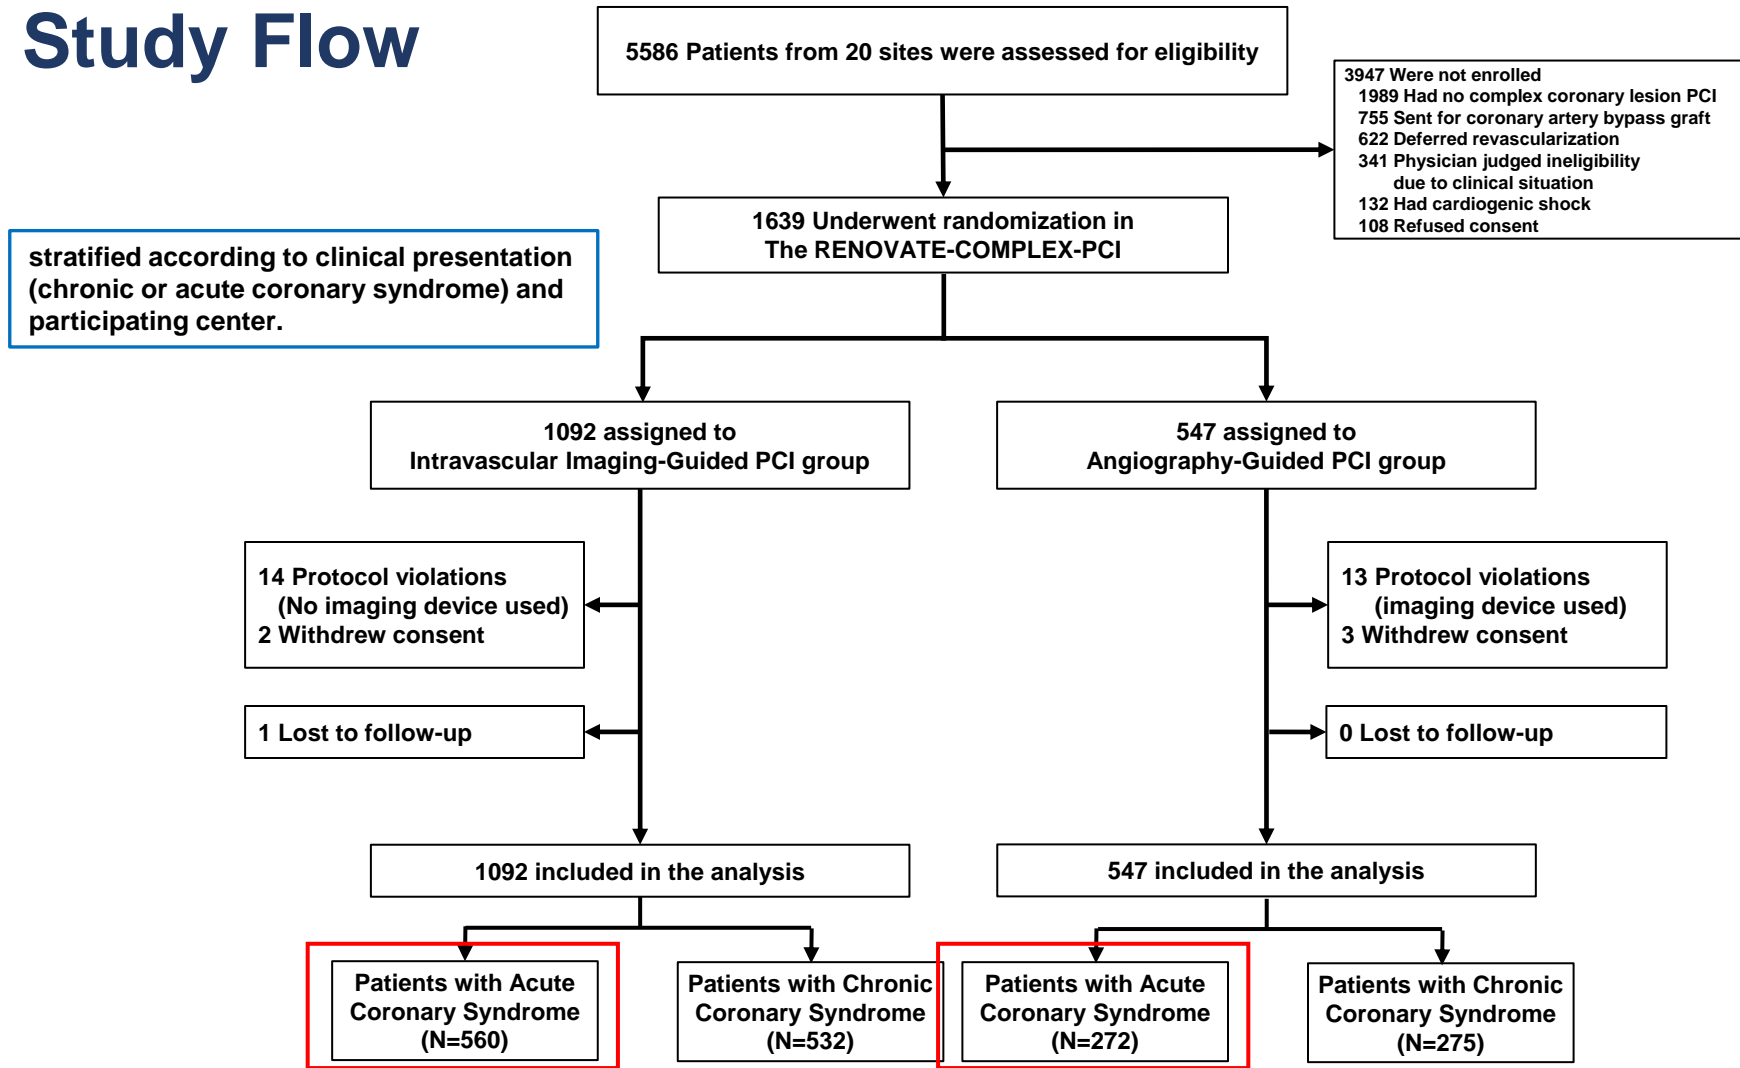 Study Flow
5586 Patients from 20 sites were assessed for eligibility
3947 Were not enrolled
1989 Had no complex coronary lesion PCI
755 Sent for coronary artery bypass graft
622 Deferred revascularization
341 Physician judged ineligibility
due to clinical situation
132 Had cardiogenic shock
108 Refused consent
1639 Underwent randomization in
The RENOVATE-COMPLEX-PCI
stratified according to clinical presentation
(chronic or acute coronary syndrome) and
participating center.
1092 assigned to
Intravascular Imaging-Guided PCI group
547 assigned to
Angiography-Guided PCI group
14 Protocol violations
(No imaging device used)
2 Withdrew consent
13 Protocol violations
(imaging device used)
3 Withdrew consent
1 Lost to follow-up
0 Lost to follow-up
1092 included in the analysis
547 included in the analysis
Patients with Acute
Coronary Syndrome
(N=560)
Patients with Chronic
Coronary Syndrome
(N=532)
Patients with Acute
Coronary Syndrome
(N=272)
Patients with Chronic
Coronary Syndrome
(N=275)